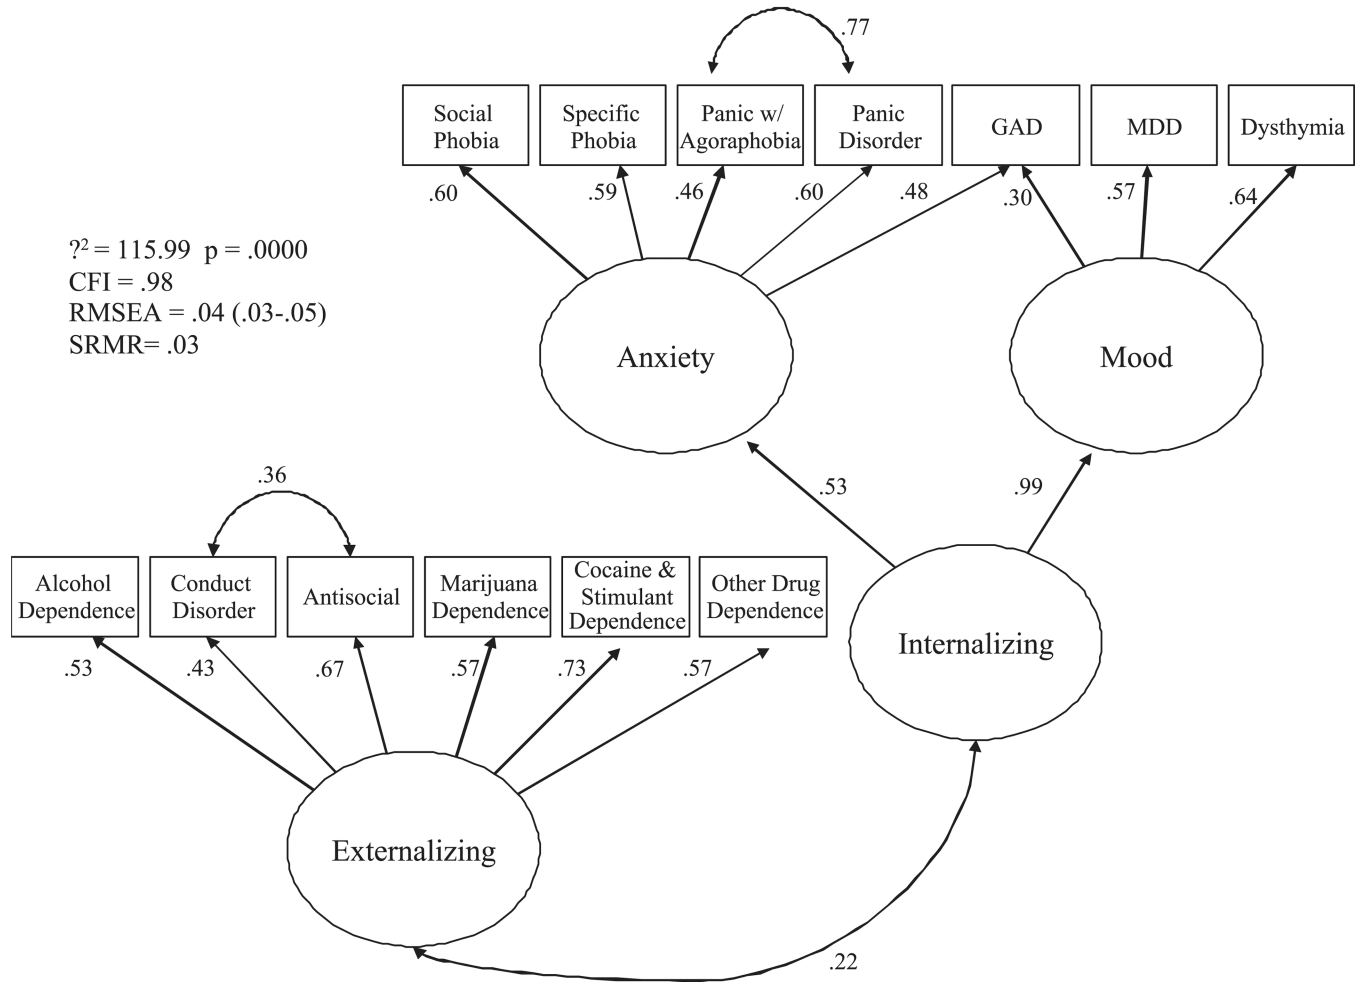 .77
Social
Phobia
Specific
Phobia
Panic w/
Agoraphobia
Panic
Disorder
GAD
MDD
Dysthymia
.60
.59
.46
.60
.48
.30
.57
.64
?² = 115.99 p = .0000
CFI = .98
RMSEA = .04 (.03-.05)
SRMR= .03
Anxiety
Mood
.53
.99
.36
Alcohol
Dependence
Conduct
Disorder
Antisocial
Marijuana
Dependence
Cocaine &
Stimulant
Dependence
Other Drug
Dependence
Internalizing
.53
.43
.67
.57
.73
.57
Externalizing
.22